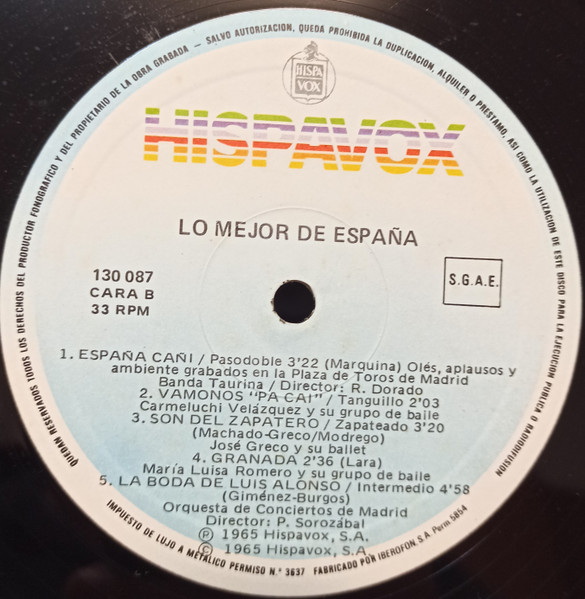 QUEDAN RESERVADOS TODOS LOS DERECHOS DEL PRODUCTOR FONOGRAFICO Y DEL PROPIETARIO DE LA OBRA GRABADA – SALVO AUTORIZACION, QUEDA PROHIBIDA LA DUPLICACION, ALQUILER O PRESTAMO, ASI COMO LA UTILIZACION DE ESTE DISCO PARA LA EJECUCION PUBLICA O RADIODIFUSION
HISPA
VOX
HISPAVOX
LO MEJOR DE ESPAÑA
130 087
CARA B
33 RPM
S.G.A.E.
1. ESPAÑA CAÑI / Pasodoble 3'22 (Marquina) Olés, aplausos y
ambiente grabados en la Plaza de Toros de Madrid
Banda Taurina / Director: R. Dorado
2. VAMONOS "PA CAI" / Tanguillo 2'03
Carmeluchi Velázquez y su grupo de baile
3. SON DEL ZAPATERO / Zapateado 3'20
(Machado-Greco/Modrego)
José Greco y su ballet
4. GRANADA 2'36 (Lara)
María Luisa Romero y su grupo de baile
5. LA BODA DE LUIS ALONSO / Intermedio 4'58
(Giménez-Burgos)
Orquesta de Conciertos de Madrid
Director: P. Sorozábal
Ⓟ 1965 Hispavox, S.A.
© 1965 Hispavox, S.A.
IMPUESTO DE LUJO A METALICO PERMISO N.º 3637 FABRICADO POR IBEROFON, S.A. Perm 5854